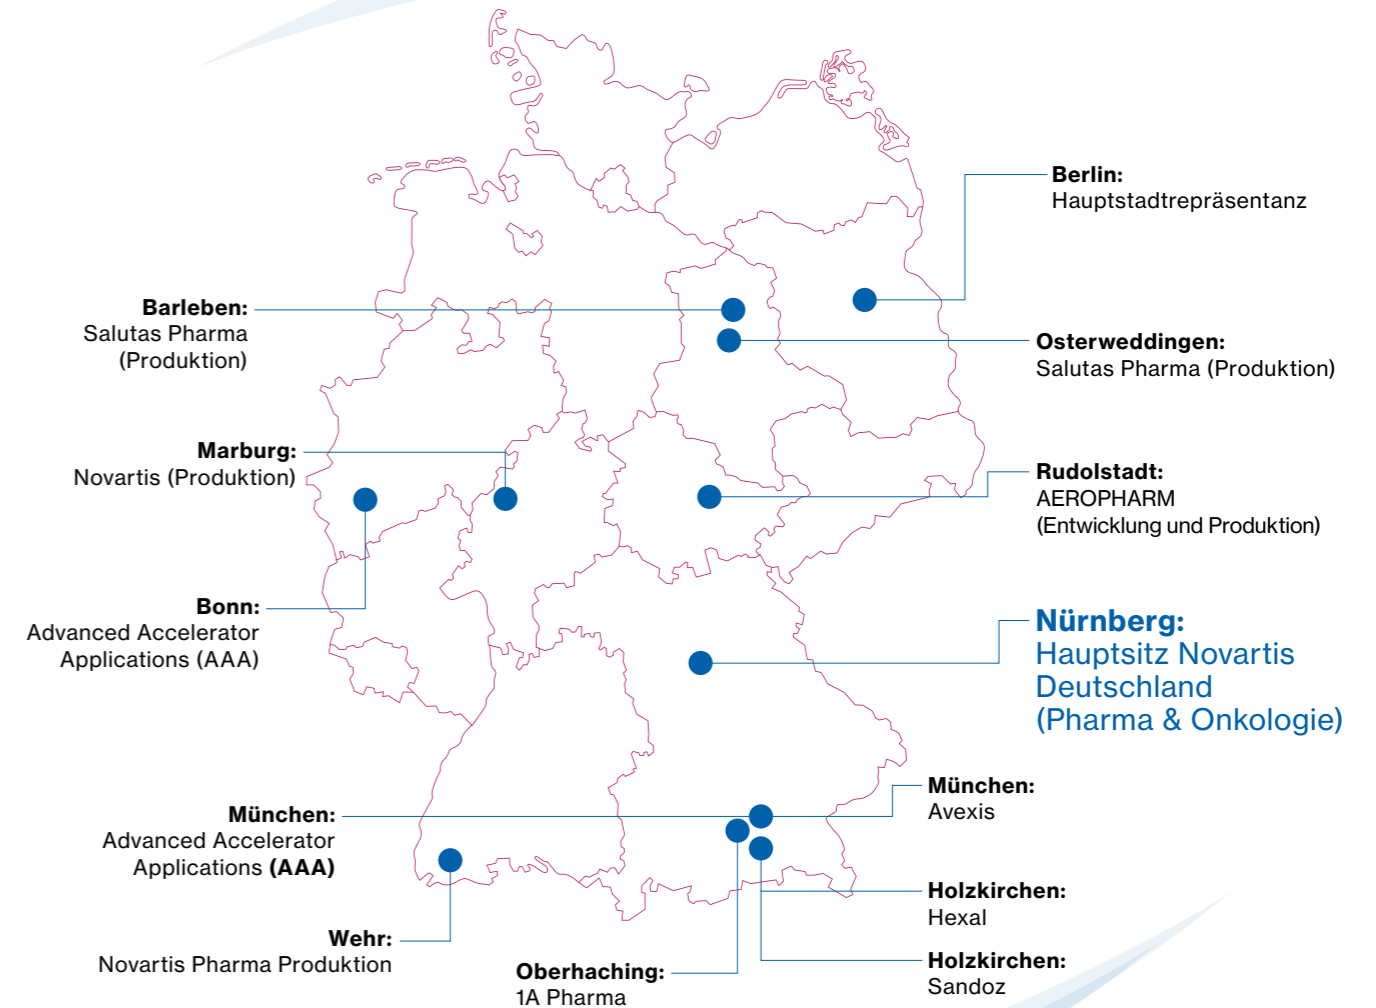 Berlin:
Hauptstadtrepräsentanz
Barleben:
Salutas Pharma
(Produktion)
Osterweddingen:
Salutas Pharma (Produktion)
Marburg:
Novartis (Produktion)
Rudolstadt:
AEROPHARM
(Entwicklung und Produktion)
Bonn:
Advanced Accelerator
Applications (AAA)
Nürnberg:
Hauptsitz Novartis
Deutschland
(Pharma & Onkologie)
München:
Avexis
München:
Advanced Accelerator
Applications (AAA)
Holzkirchen:
Hexal
Wehr:
Novartis Pharma Produktion
Holzkirchen:
Sandoz
Oberhaching:
1A Pharma